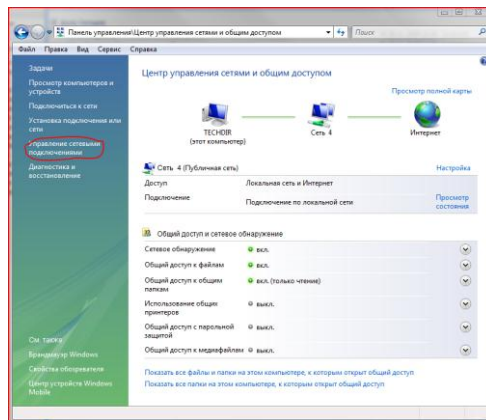 Панель управления\Центр управления сетями и общим доступом
Поиск
Файл Правка Вид Сервис Справка
Задачи
Просмотр компьютеров и
устройств
Подключиться к сети
Установка подключения или
сети
Управление сетевыми
подключениями
Диагностика и
восстановление
См. также
Брандмауэр Windows
Свойства обозревателя
Центр устройств Windows
Mobile
Центр управления сетями и общим доступом
Просмотр полной карты
TECHDIR
(этот компьютер)
Сеть 4
Интернет
Сеть 4 (Публичная сеть)
Настройка
Доступ
Локальная сеть и Интернет
Подключение
Подключение по локальной сети
Просмотр
состояния
Общий доступ и сетевое обнаружение
Сетевое обнаружение вкл.
Общий доступ к файлам вкл.
Общий доступ к общим
папкам
вкл. (только чтение)
Использование общих
принтеров
выкл.
Общий доступ с парольной
защитой
выкл.
Общий доступ к медиафайлам выкл.
Показать все файлы и папки на этом компьютере, к которым открыт общий доступ
Показать все папки на этом компьютере, к которым открыт общий доступ